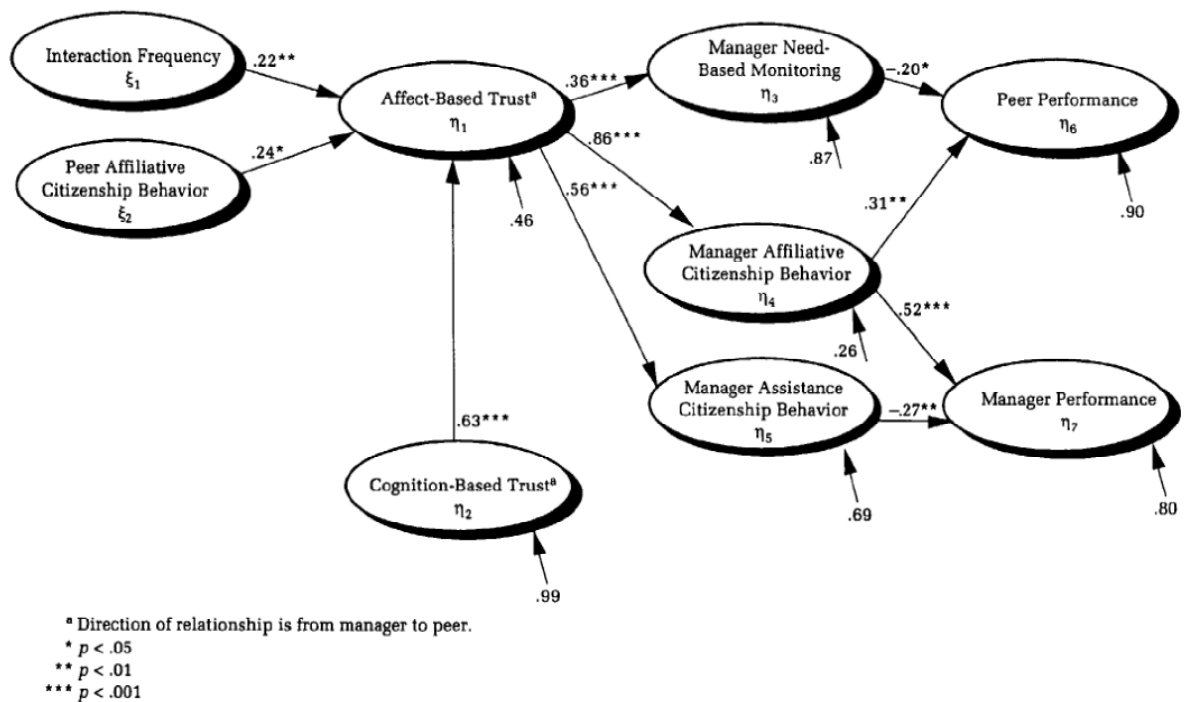 Interaction Frequency
ξ1
.22**
Peer Affiliative
Citizenship Behavior
ξ2
.24*
Affect-Based Trustᵃ
η1
.46
.36***
.86***
.56***
Manager Need-
Based Monitoring
η3
.87
-.20*
Peer Performance
η6
.90
Manager Affiliative
Citizenship Behavior
η4
.26
.31**
.52***
Manager Assistance
Citizenship Behavior
η5
.69
-.27**
Manager Performance
η7
.80
.63***
Cognition-Based Trustᵃ
η2
.99
ᵃ Direction of relationship is from manager to peer.
* p < .05
** p < .01
*** p < .001